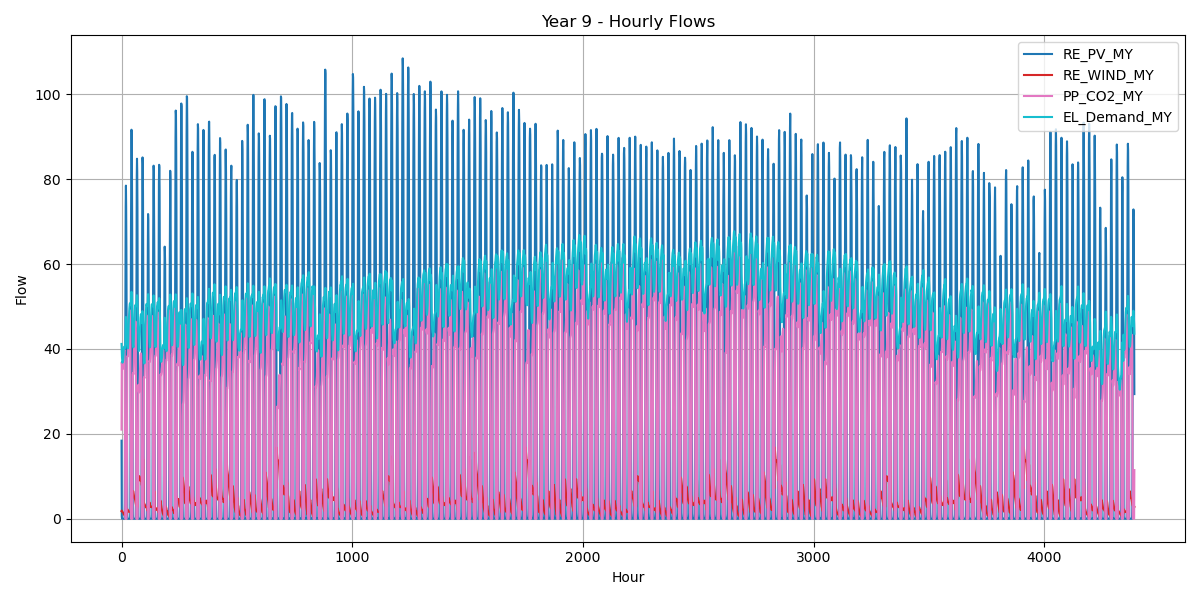 Year 9 - Hourly Flows
RE_PV_MY
RE_WIND_MY
PP_CO2_MY
EL_Demand_MY
Flow
100
80
60
40
20
0
0 1000 2000 3000 4000
Hour